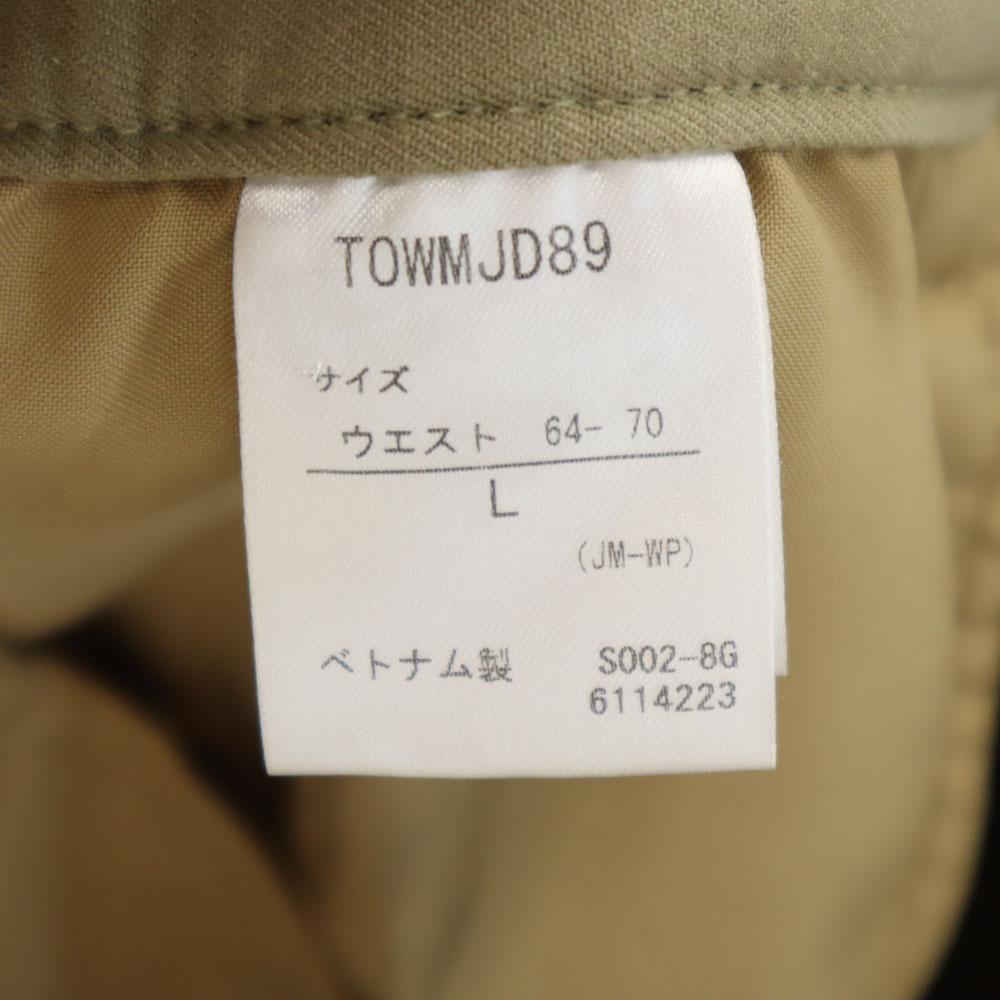 TOWMJD89
サイズ
ウエスト 64- 70
L
(JM-WP)
ベトナム製 S002-8G
6114223